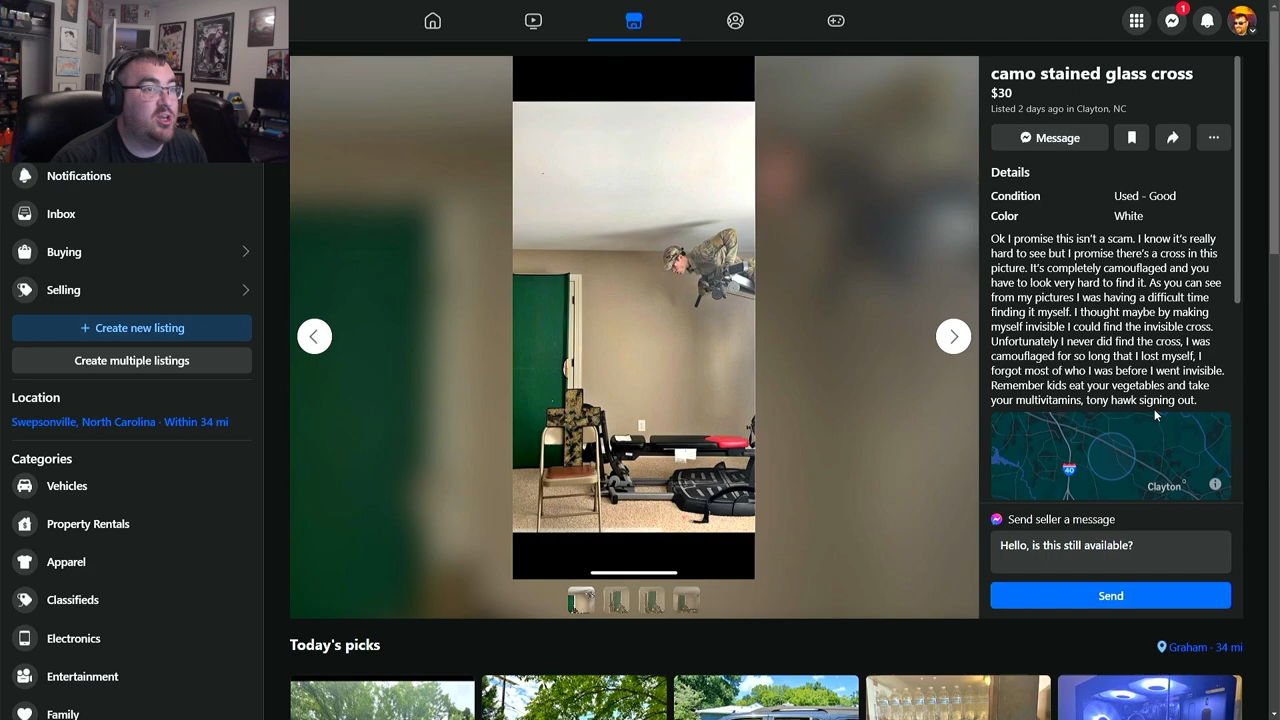 1
camo stained glass cross
$30
Listed 2 days ago in Clayton, NC
Message
Details
Condition Used - Good
Color White
Ok I promise this isn't a scam. I know it's really
hard to see but I promise there's a cross in this
picture. It's completely camouflaged and you
have to look very hard to find it. As you can see
from my pictures I was having a difficult time
finding it myself. I thought maybe by making
myself invisible I could find the invisible cross.
Unfortunately I never did find the cross, I was
camouflaged for so long that I lost myself, I
forgot most of who I was before I went invisible.
Remember kids eat your vegetables and take
your multivitamins, tony hawk signing out.
40
Clayton
Send seller a message
Hello, is this still available?
Send
Notifications
Inbox
Buying
Selling
+ Create new listing
Create multiple listings
Location
Swepsonville, North Carolina · Within 34 mi
Categories
Vehicles
Property Rentals
Apparel
Classifieds
Electronics
Entertainment
Family
Today's picks
Graham · 34 mi